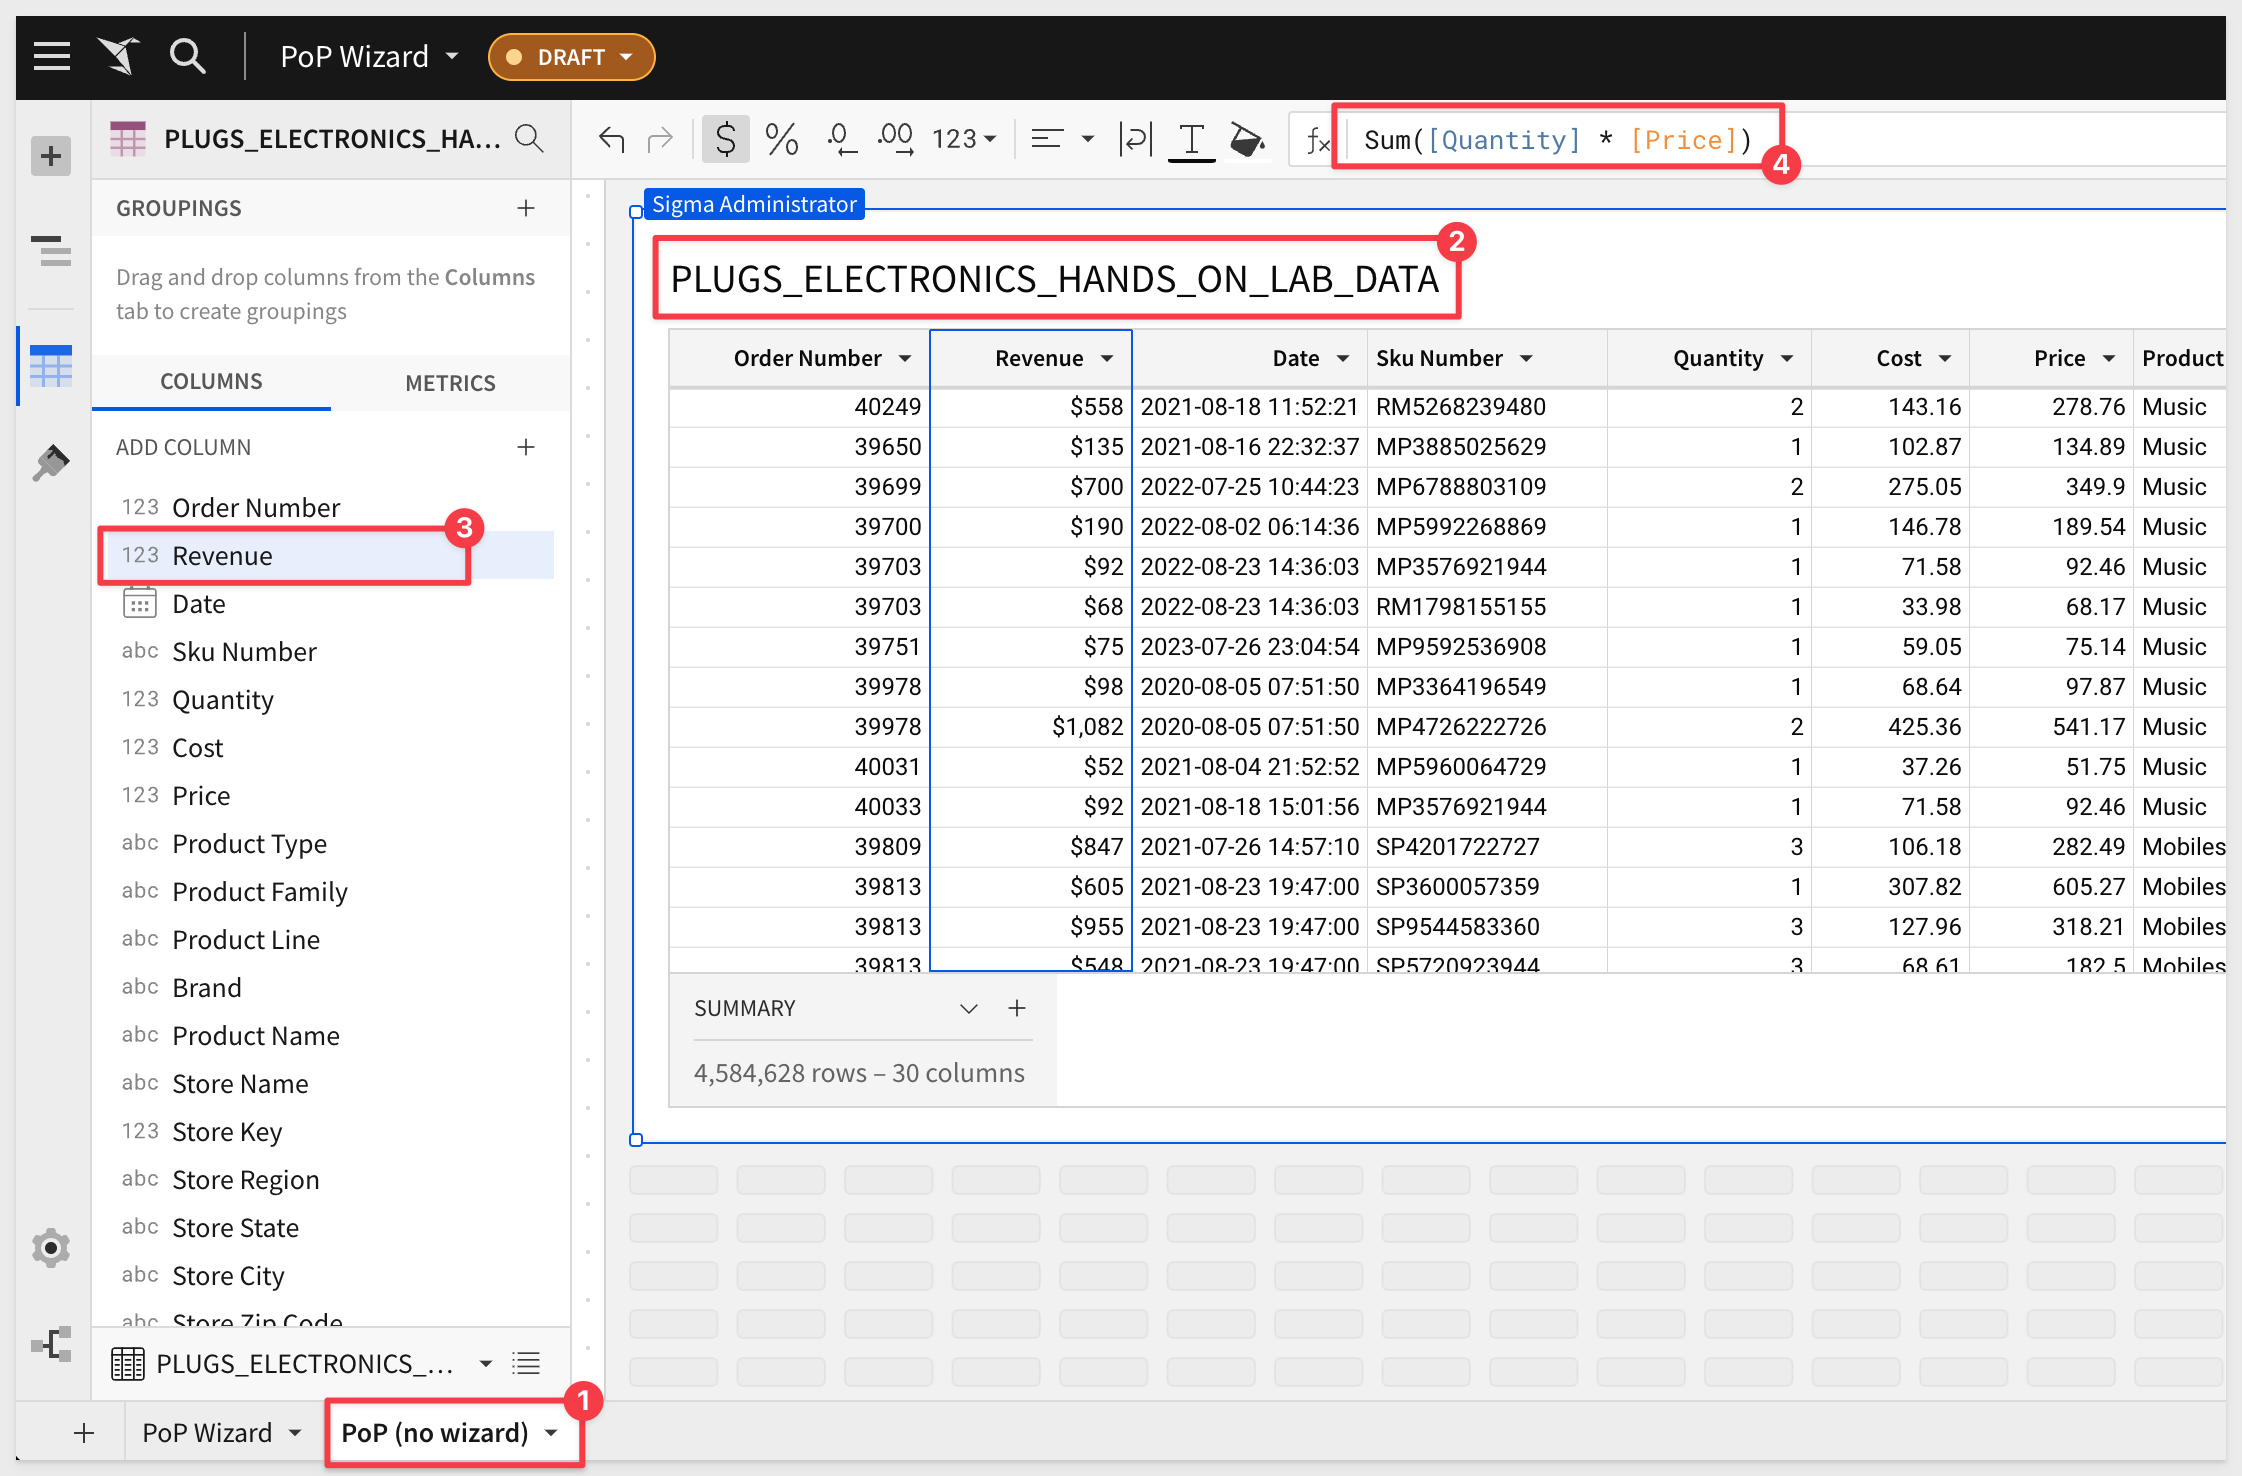 PoP Wizard
DRAFT
PLUGS_ELECTRONICS_HA...
$ % .0 .00 123
fx Sum([Quantity] * [Price])
4
GROUPINGS
Drag and drop columns from the Columns
tab to create groupings
COLUMNS METRICS
ADD COLUMN
123 Order Number
123 Revenue
3
Date
abc Sku Number
123 Quantity
123 Cost
123 Price
abc Product Type
abc Product Family
abc Product Line
abc Brand
abc Product Name
abc Store Name
123 Store Key
abc Store Region
abc Store State
abc Store City
abc Store Zip Code
PLUGS_ELECTRONICS_...
Sigma Administrator
2
PLUGS_ELECTRONICS_HANDS_ON_LAB_DATA
Order Number Revenue Date Sku Number Quantity Cost Price Product
40249 $558 2021-08-18 11:52:21 RM5268239480 2 143.16 278.76 Music
39650 $135 2021-08-16 22:32:37 MP3885025629 1 102.87 134.89 Music
39699 $700 2022-07-25 10:44:23 MP6788803109 2 275.05 349.9 Music
39700 $190 2022-08-02 06:14:36 MP5992268869 1 146.78 189.54 Music
39703 $92 2022-08-23 14:36:03 MP3576921944 1 71.58 92.46 Music
39703 $68 2022-08-23 14:36:03 RM1798155155 1 33.98 68.17 Music
39751 $75 2023-07-26 23:04:54 MP9592536908 1 59.05 75.14 Music
39978 $98 2020-08-05 07:51:50 MP3364196549 1 68.64 97.87 Music
39978 $1,082 2020-08-05 07:51:50 MP4726222726 2 425.36 541.17 Music
40031 $52 2021-08-04 21:52:52 MP5960064729 1 37.26 51.75 Music
40033 $92 2021-08-18 15:01:56 MP3576921944 1 71.58 92.46 Music
39809 $847 2021-07-26 14:57:10 SP4201722727 3 106.18 282.49 Mobiles
39813 $605 2021-08-23 19:47:00 SP3600057359 1 307.82 605.27 Mobiles
39813 $955 2021-08-23 19:47:00 SP9544583360 3 127.96 318.21 Mobiles
39813 $548 2021-08-23 19:47:00 SP5720923944 3 68.61 182.5 Mobiles
SUMMARY
4,584,628 rows – 30 columns
PoP Wizard
PoP (no wizard)
1